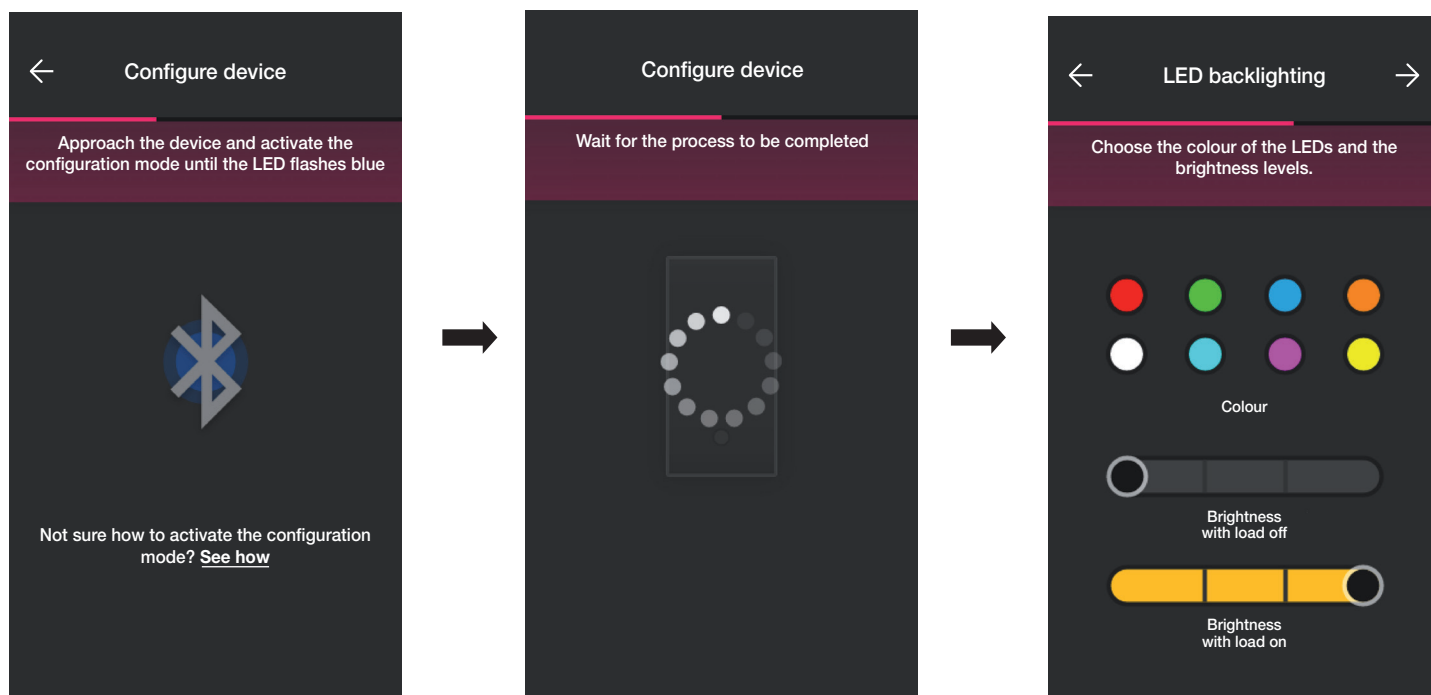 Configure device
Approach the device and activate the
configuration mode until the LED flashes blue
Not sure how to activate the configuration
mode? See how
Configure device
Wait for the process to be completed
LED backlighting
Choose the colour of the LEDs and the
brightness levels.
Colour
Brightness
with load off
Brightness
with load on